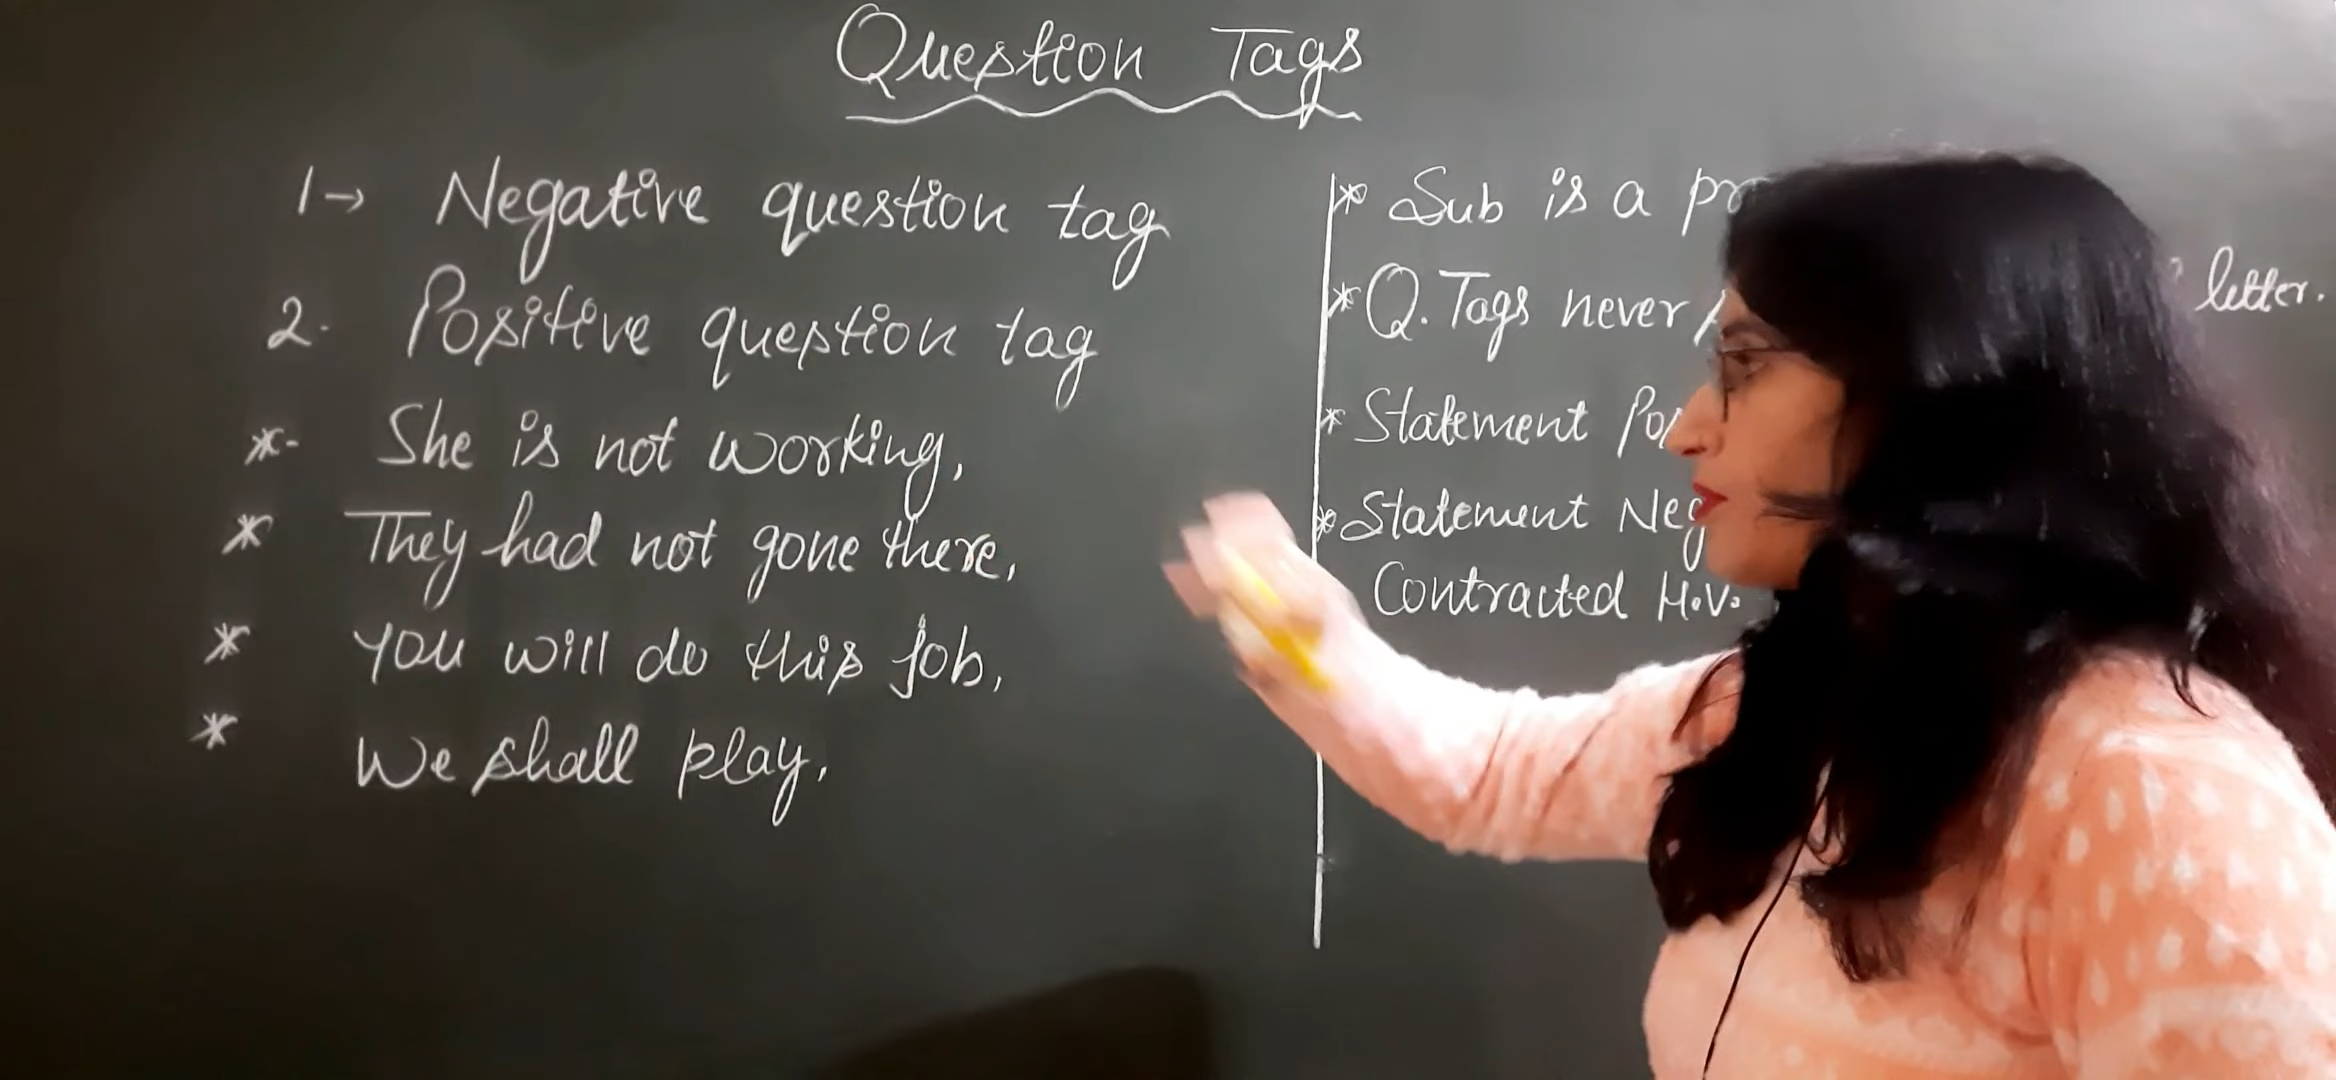 Question Tags
1→ Negative question tag
2. Positive question tag
*- She is not working,
* They had not gone there,
* You will do this job,
* We shall play,
* Sub is a
* Q. Tags never
letter.
* Statement
* Statement
Contracted H.V.